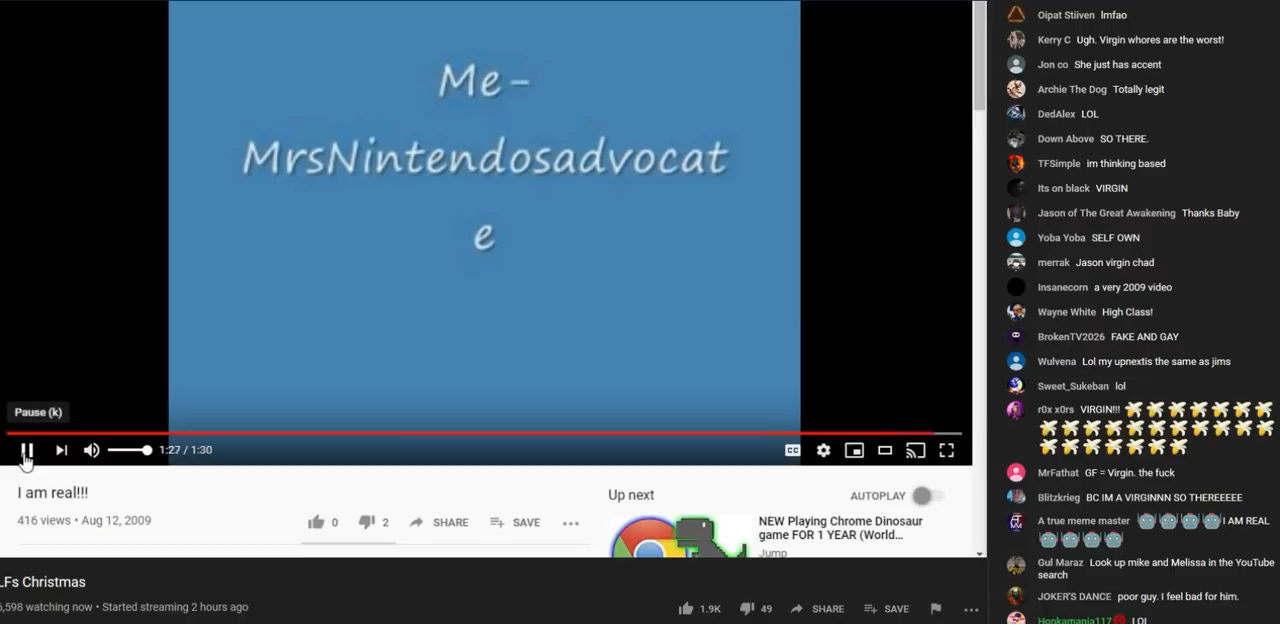 Me -
MrsNintendosadvocat
e
Pause (k)
1:27 / 1:30
I am real!!!
416 views • Aug 12, 2009
0
2
SHARE
SAVE
Up next
AUTOPLAY
NEW Playing Chrome Dinosaur
game FOR 1 YEAR (World...
Jump
LFs Christmas
6,598 watching now • Started streaming 2 hours ago
1.9K
49
SHARE
SAVE
Oipat Stiiven lmfao
Kerry C Ugh. Virgin whores are the worst!
Jon co She just has accent
Archie The Dog Totally legit
DedAlex LOL
Down Above SO THERE.
TFSimple im thinking based
Its on black VIRGIN
Jason of The Great Awakening Thanks Baby
Yoba Yoba SELF OWN
merrak Jason virgin chad
Insanecorn a very 2009 video
Wayne White High Class!
BrokenTV2026 FAKE AND GAY
Wulvena Lol my upnextis the same as jims
Sweet_Sukeban lol
r0x x0rs VIRGIN!!! 🍌🍌🍌🍌🍌🍌🍌
🍌🍌🍌🍌🍌🍌🍌🍌🍌🍌🍌
🍌🍌🍌🍌🍌🍌🍌
MrFathat GF = Virgin. the fuck
Blitzkrieg BC IM A VIRGINNN SO THEREEEEE
A true meme master 🤖🤖🤖🤖 I AM REAL
🤖🤖🤖🤖
Gul Maraz Look up mike and Melissa in the YouTube
search
JOKER'S DANCE poor guy. I feel bad for him.
Honkamania117 LOL